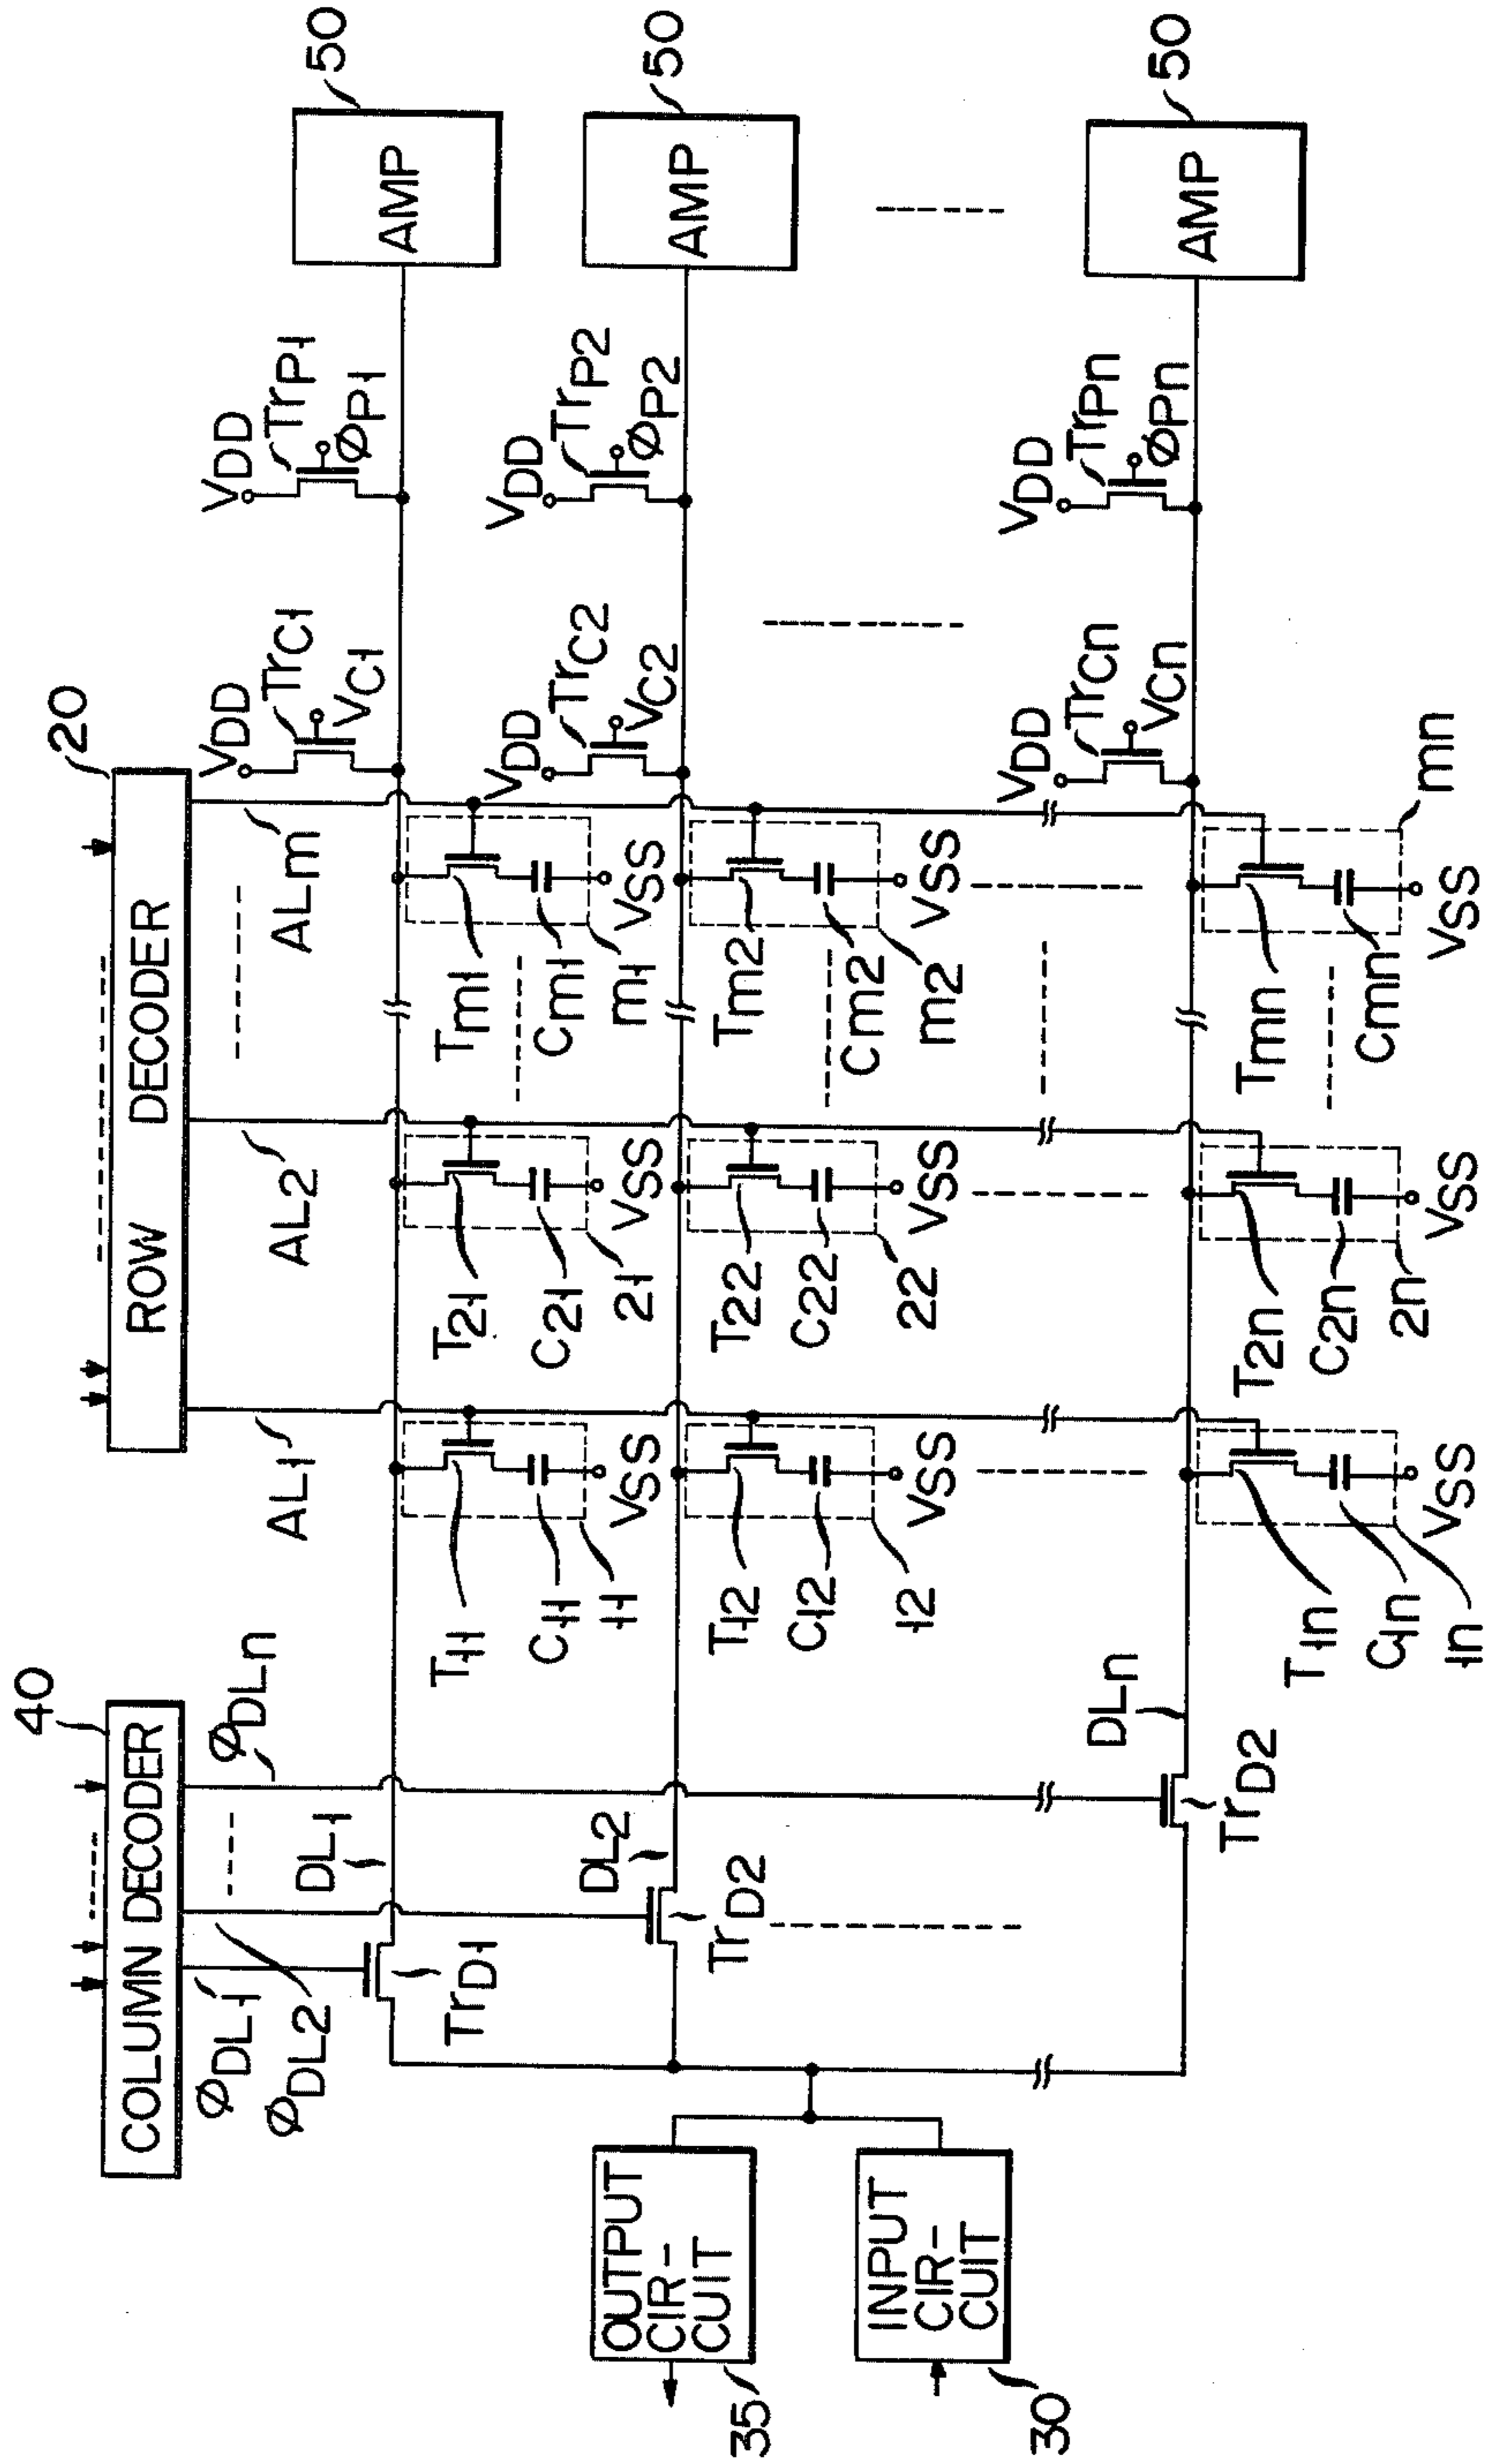 40
20
COLUMN DECODER
ROW DECODER
ØDL1
ØDL2
ØDLn
AL1
AL2
ALm
VDD
TrC1
VC1
VDD
TrP1
ØP1
50
AMP
DL1
TrD1
T11
C11
11
VSS
T21
C21
21
VSS
Tm1
Cm1
m1
VSS
VDD
TrC2
VC2
VDD
TrP2
ØP2
50
AMP
DL2
TrD2
T12
C12
12
VSS
T22
C22
22
VSS
Tm2
Cm2
m2
VSS
OUTPUT
CIR-
CUIT
35
INPUT
CIR-
CUIT
30
VDD
TrCn
VCn
VDD
TrPn
ØPn
50
AMP
DLn
TrD2
T1n
C1n
1n
VSS
T2n
C2n
2n
VSS
Tmn
Cmn
mn
VSS